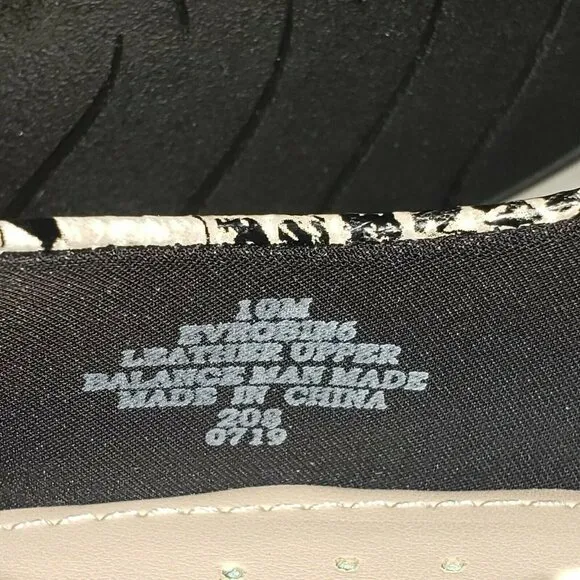 10M
EVROBIN6
LEATHER UPPER
BALANCE MAN MADE
MADE IN CHINA
208
0719